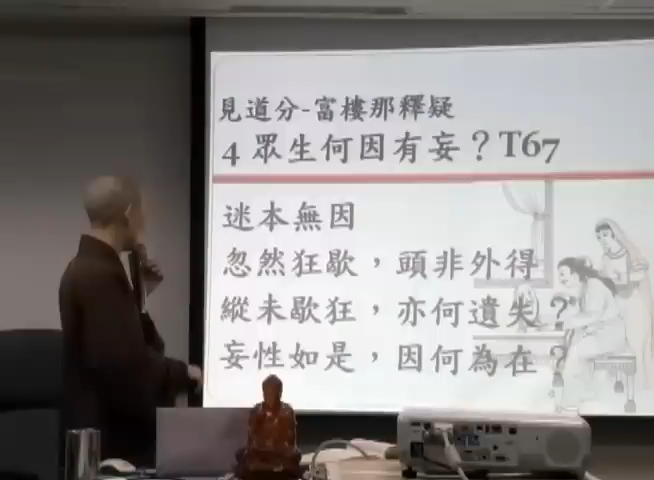 見道分-富樓那釋疑
4 眾生何因有妄？T67
迷本無因
忽然狂歇，頭非外得
縱未歇狂，亦何遺失？
妄性如是，因何為在？